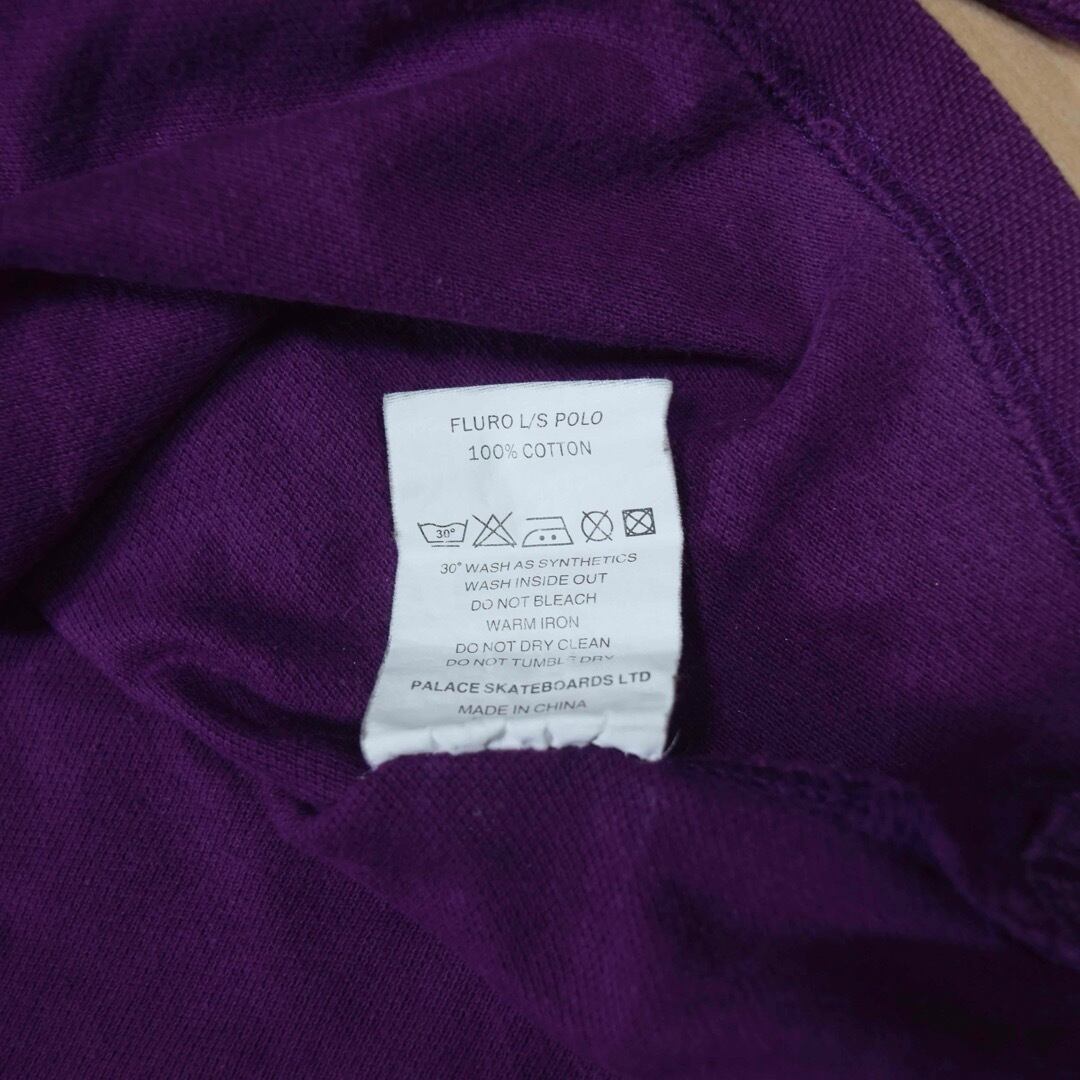 FLURO L/S POLO
100% COTTON
30°
30° WASH AS SYNTHETICS
WASH INSIDE OUT
DO NOT BLEACH
WARM IRON
DO NOT DRY CLEAN
DO NOT TUMBLE DRY
PALACE SKATEBOARDS LTD
MADE IN CHINA